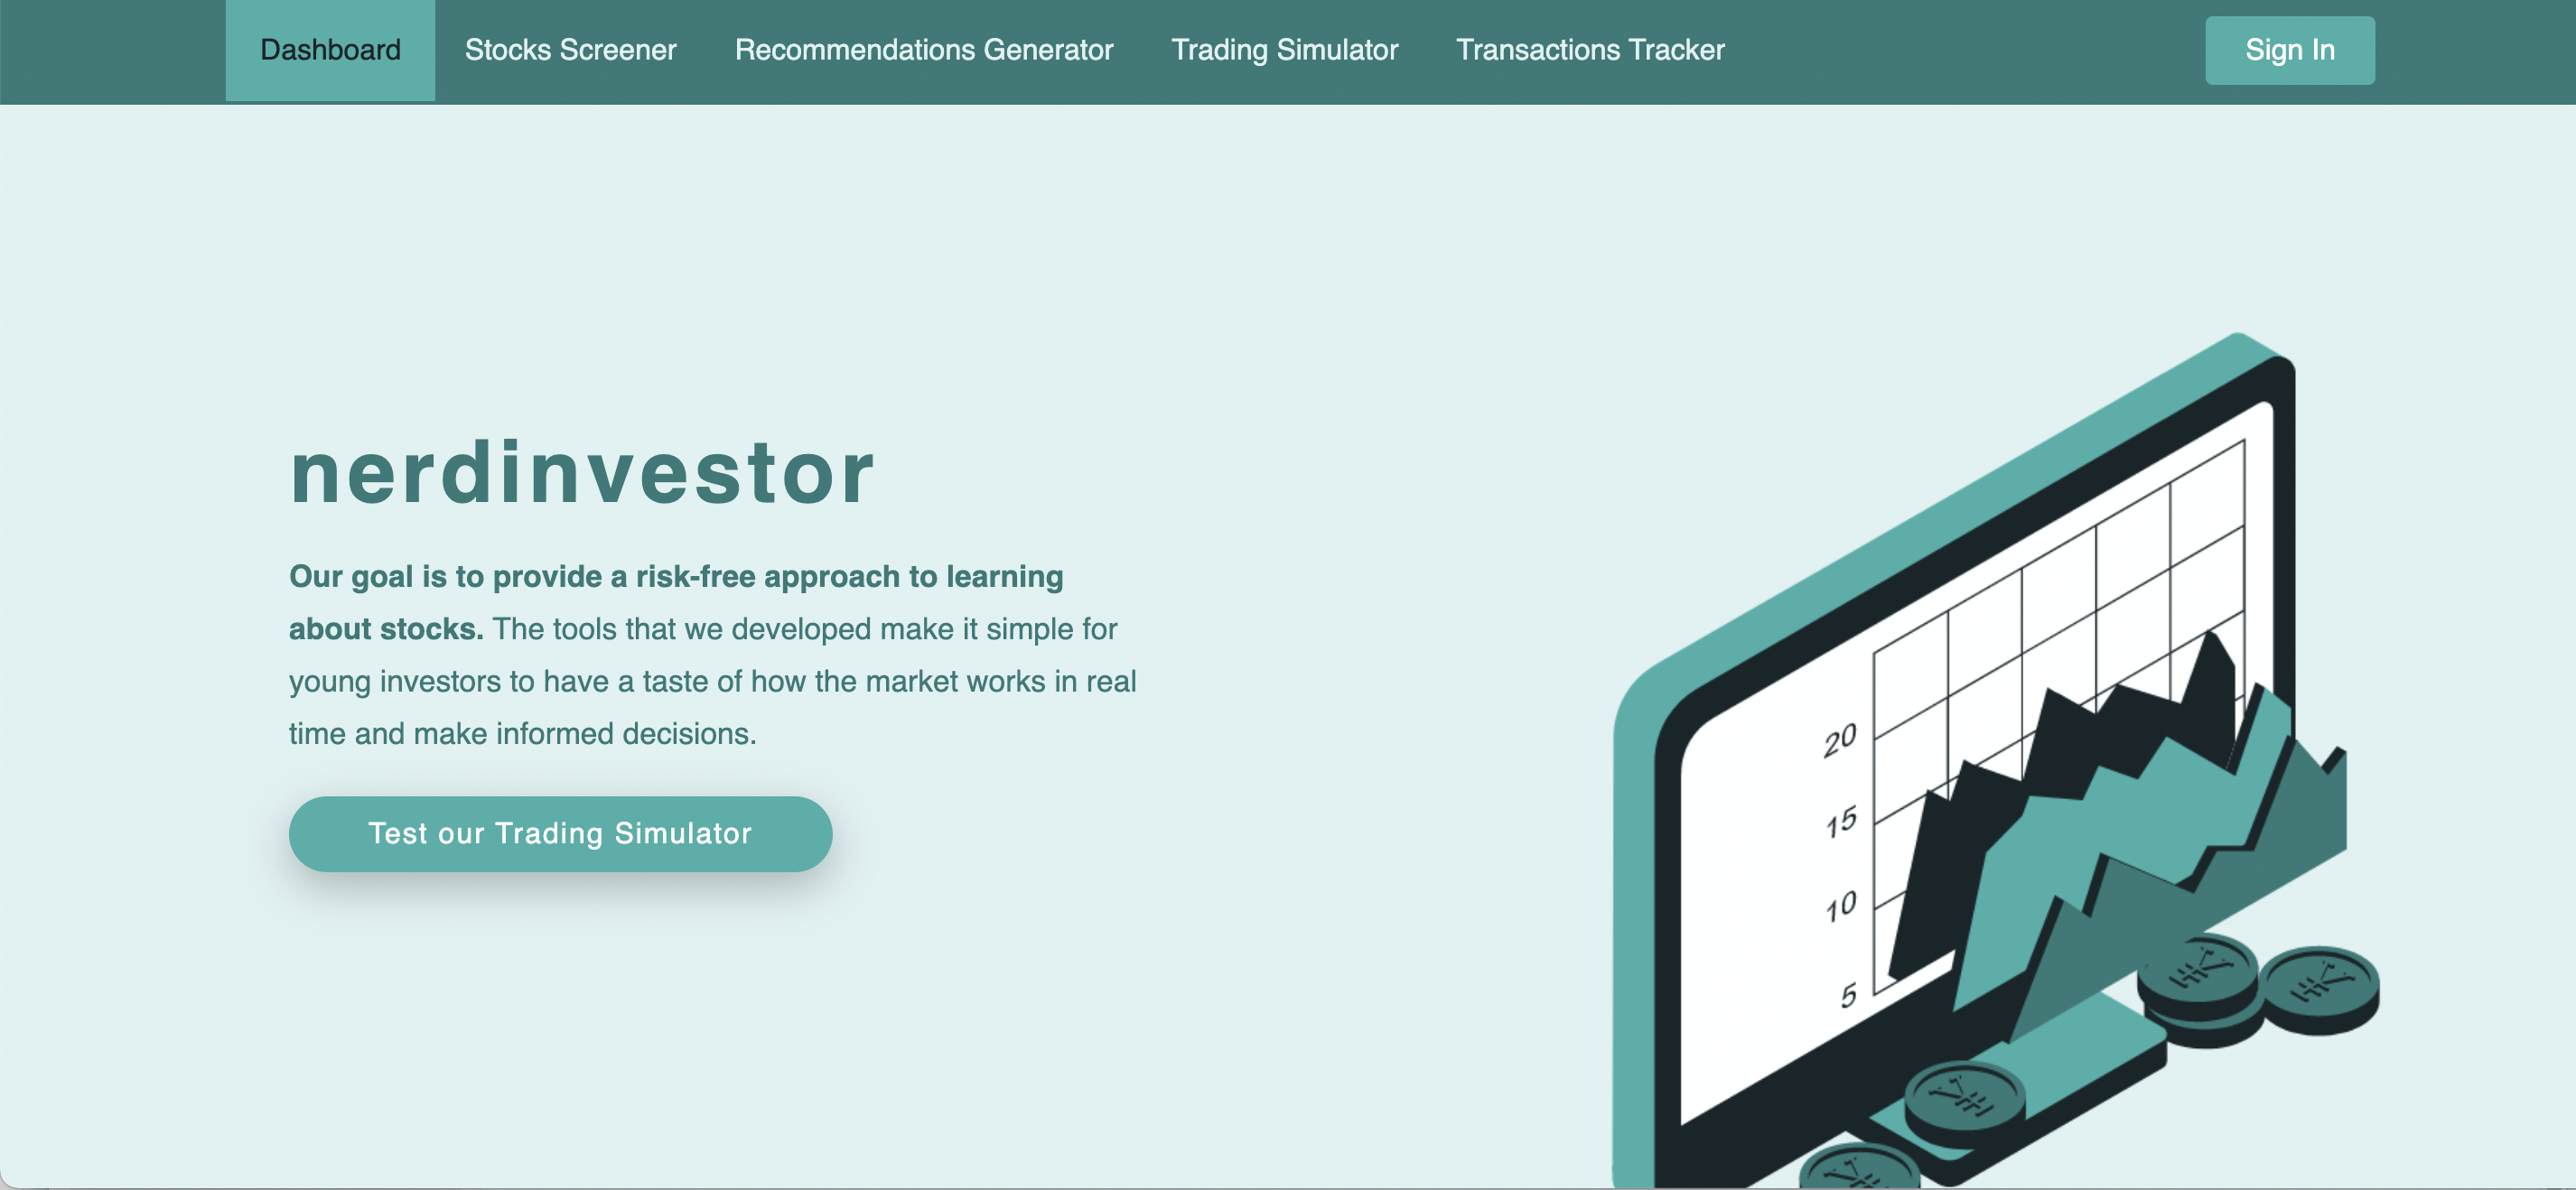 Dashboard Stocks Screener Recommendations Generator Trading Simulator Transactions Tracker Sign In
nerdinvestor
Our goal is to provide a risk-free approach to learning
about stocks. The tools that we developed make it simple for
young investors to have a taste of how the market works in real
time and make informed decisions.
Test our Trading Simulator
20
15
10
5
¥
¥
¥
¥